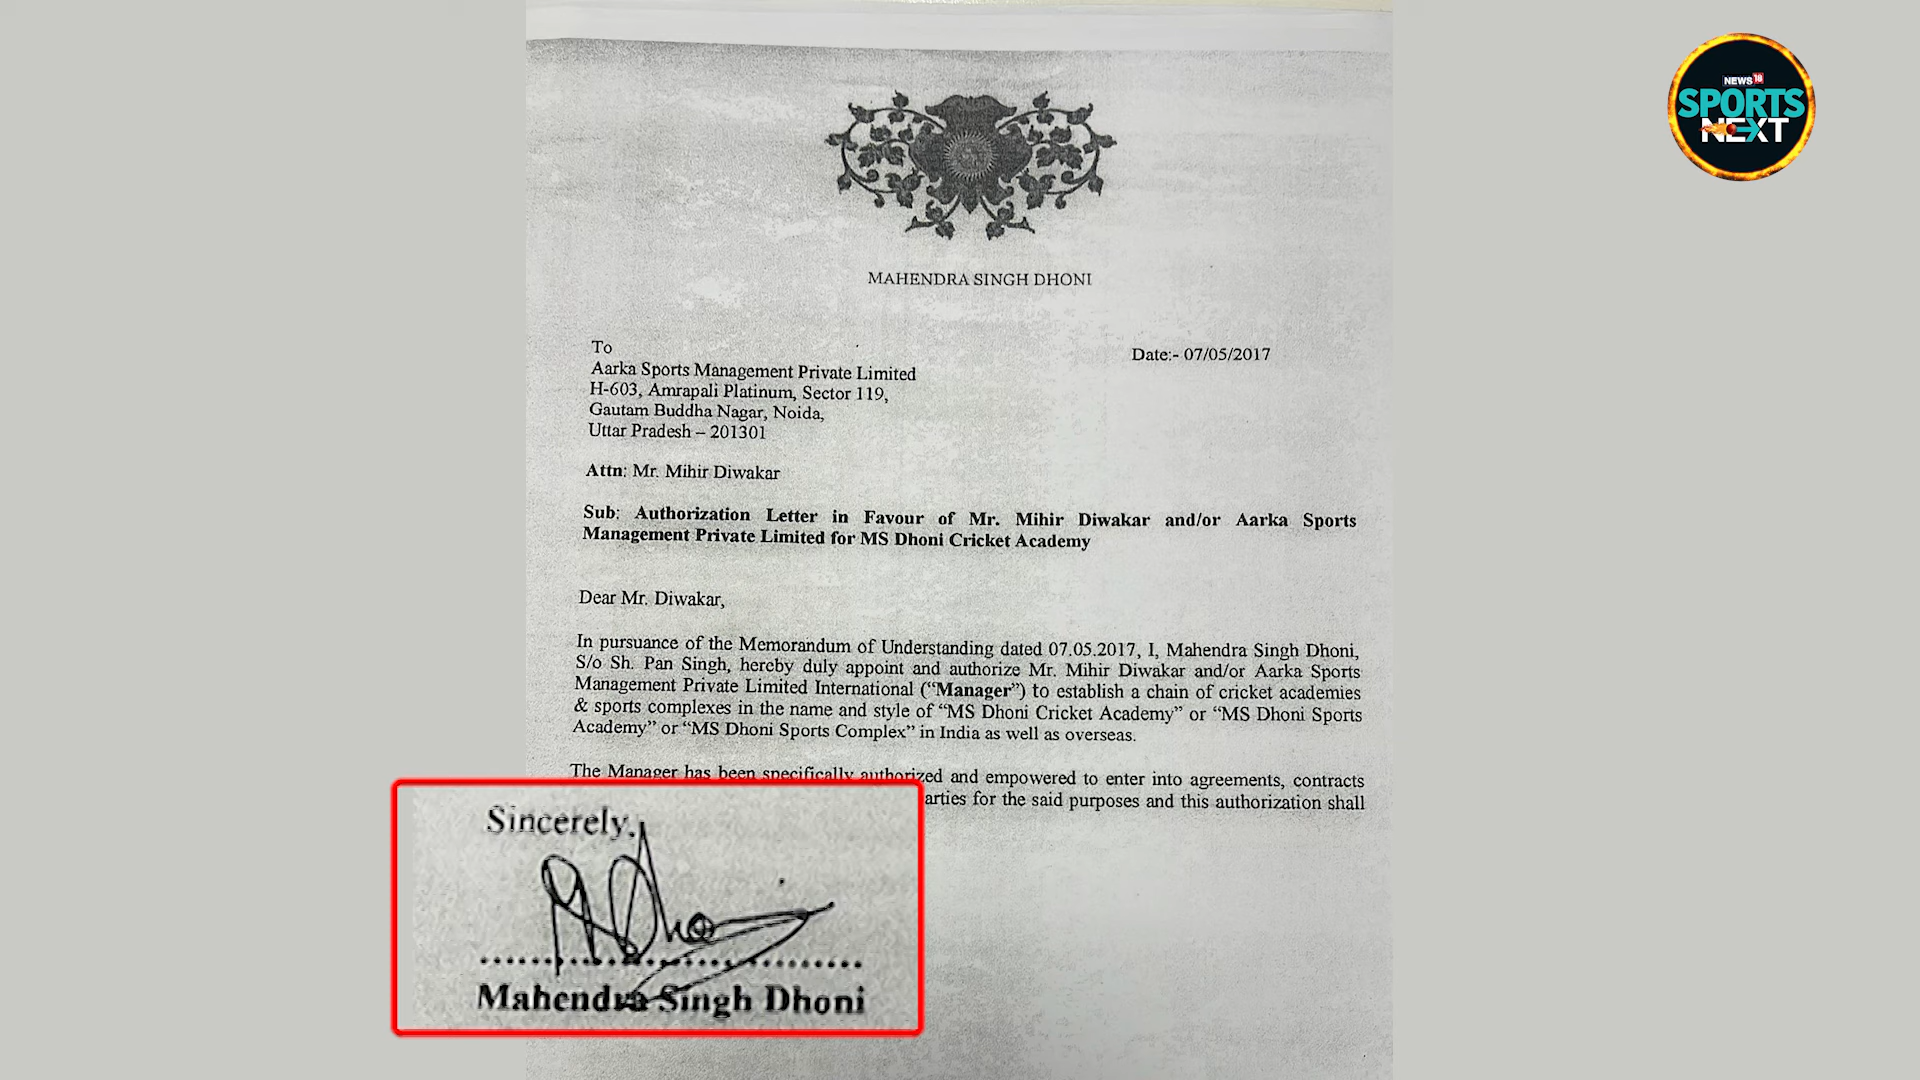 NEWS18
SPORTS
NEXT
MAHENDRA SINGH DHONI
Date:- 07/05/2017
To
Aarka Sports Management Private Limited
H-603, Amrapali Platinum, Sector 119,
Gautam Buddha Nagar, Noida,
Uttar Pradesh – 201301
Attn: Mr. Mihir Diwakar
Sub: Authorization Letter in Favour of Mr. Mihir Diwakar and/or Aarka Sports
Management Private Limited for MS Dhoni Cricket Academy
Dear Mr. Diwakar,
In pursuance of the Memorandum of Understanding dated 07.05.2017, I, Mahendra Singh Dhoni,
S/o Sh. Pan Singh, hereby duly appoint and authorize Mr. Mihir Diwakar and/or Aarka Sports
Management Private Limited International (“Manager”) to establish a chain of cricket academies
& sports complexes in the name and style of “MS Dhoni Cricket Academy” or “MS Dhoni Sports
Academy” or “MS Dhoni Sports Complex” in India as well as overseas.
The Manager has been specifically authorized and empowered to enter into agreements, contracts
arties for the said purposes and this authorization shall
Sincerely,
MDhoni
Mahendra Singh Dhoni